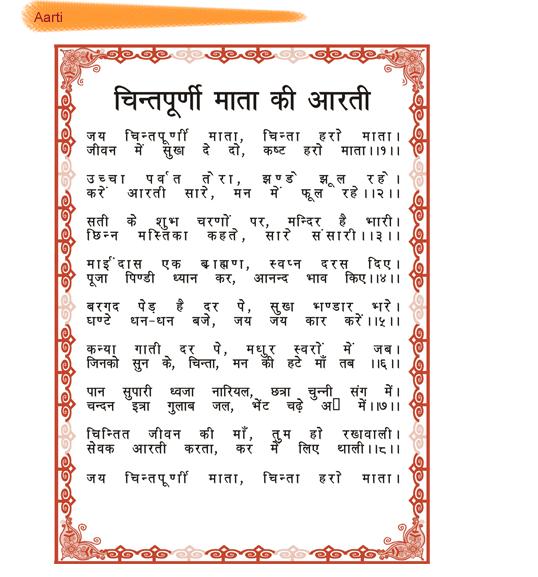 Aarti
चिन्तपूर्णी माता की आरती
जय चिन्तपूर्णी माता, चिन्ता हरो माता।
जीवन में सुखा दे दो, कष्ट हरो माता।।१।।
उच्चा पर्वत तेरा, झण्डे झूल रहे।
करें आरती सारे, मन में फूल रहे।।२।।
सती के शुभ चरणों पर, मन्दिर है भारी।
छिन्न मस्तिका कहते, सारे संसारी।।३।।
माईंदास एक ब्राह्मण, स्वप्न दरस दिए।
पूजा पिण्डी ध्यान कर, आनन्द भाव किए।।४।।
बरगद पेड़ है दर पे, सुखा भण्डार भरे।
घण्टे धन-धन बजे, जय जय कार करें।।५।।
कन्या गाती दर पे, मधुर स्वरों में जब।
जिनको सुन के, चिन्ता, मन की हटे माँ तब ।।६।।
पान सुपारी ध्वजा नारियल, छत्रा चुन्नी संग में।
चन्दन इत्रा गुलाब जल, भेंट चढ़े में।।७।।
चिन्तित जीवन की माँ, तुम हो रखावाली।
सेवक आरती करता, कर में लिए थाली।।८।।
जय चिन्तपूर्णी माता, चिन्ता हरो माता।